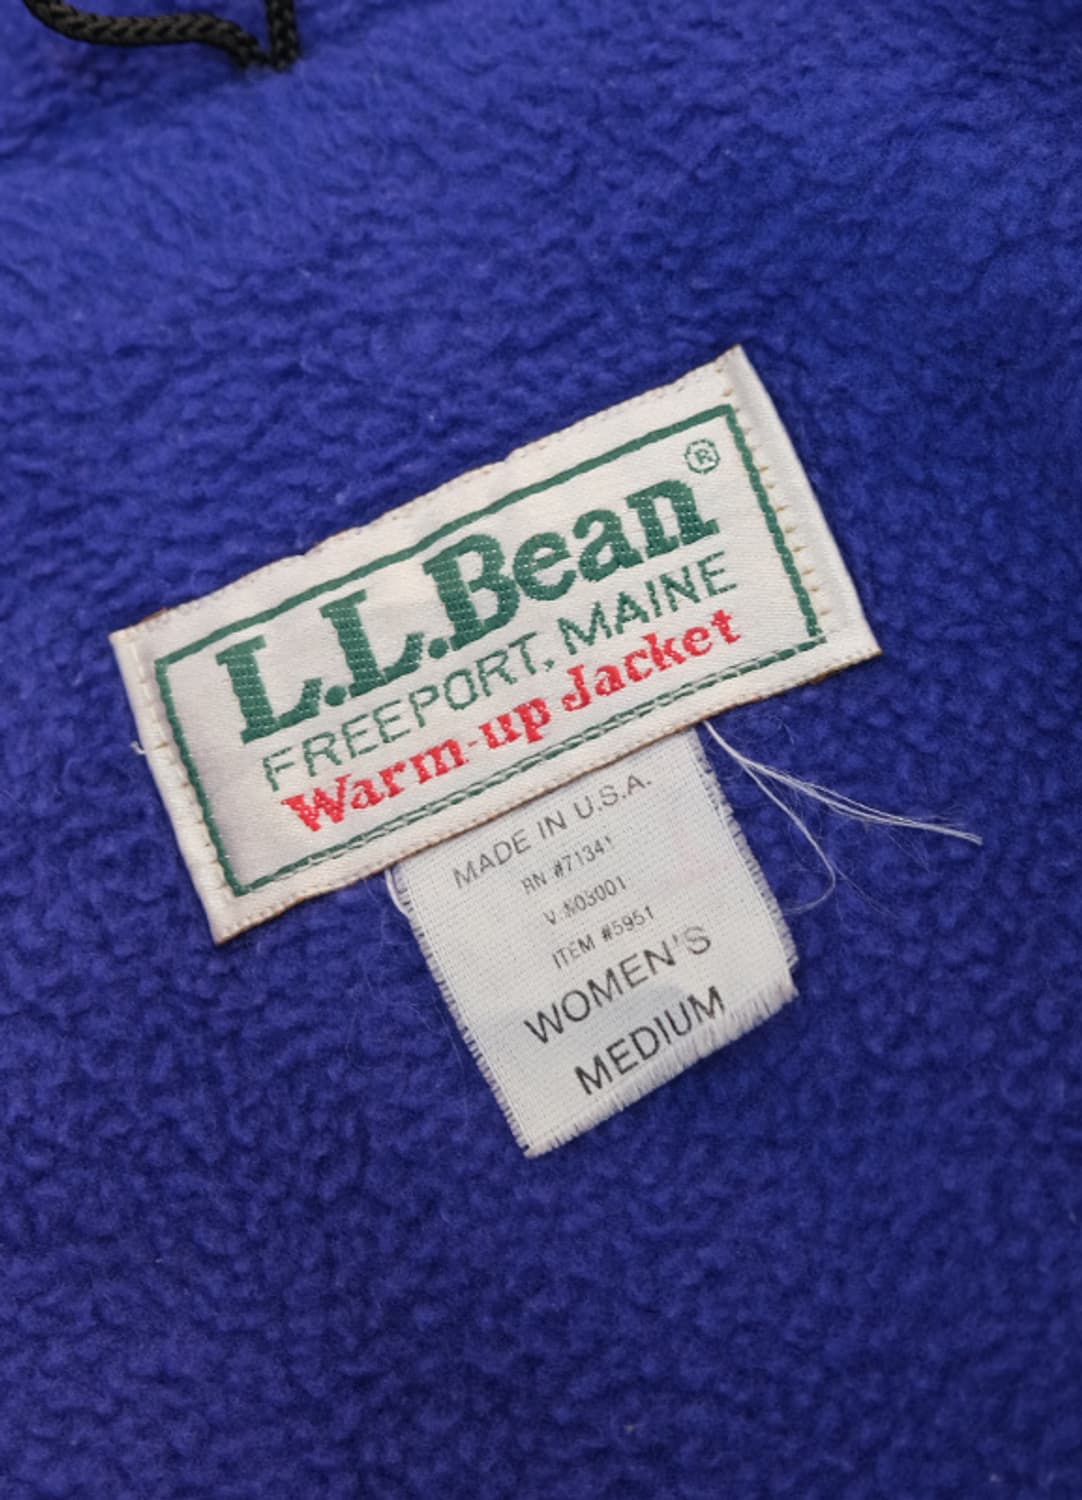 L.L.Bean®
FREEPORT, MAINE
Warm-up Jacket
MADE IN U.S.A.
RN #71341
ITEM #5951
WOMEN'S
MEDIUM